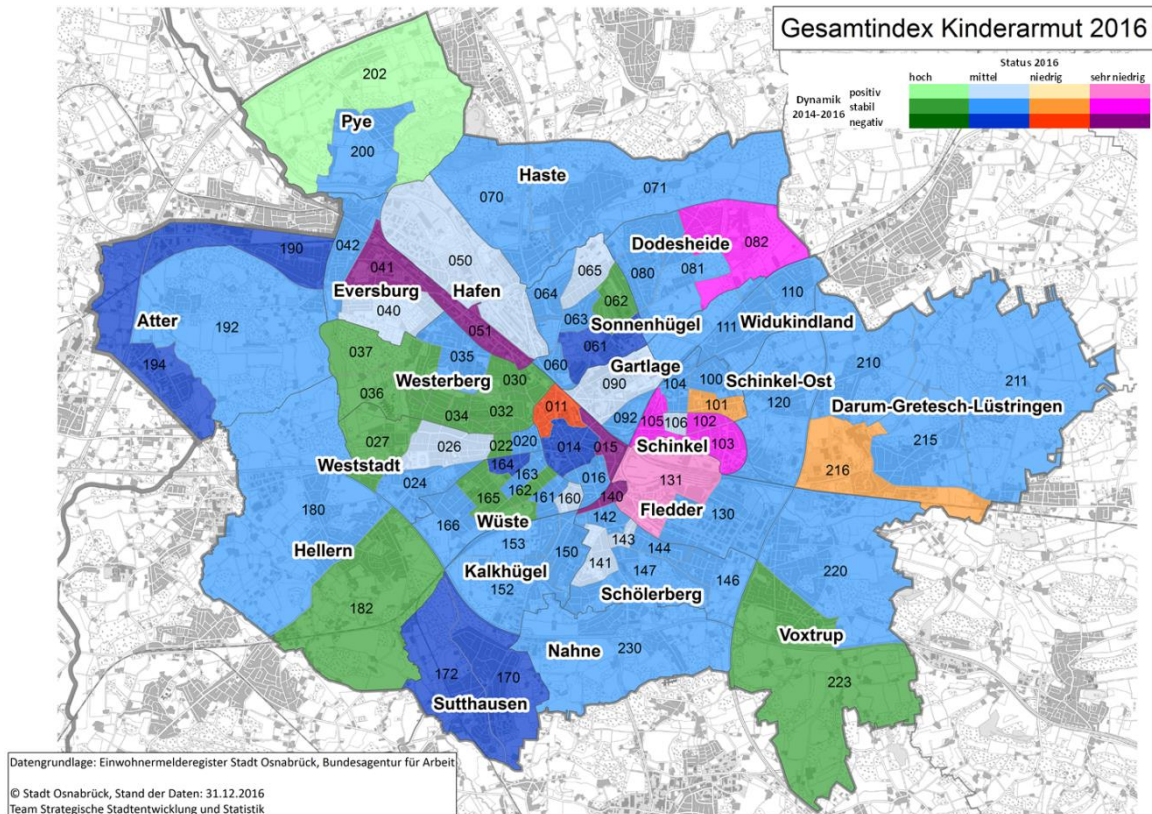 Gesamtindex Kinderarmut 2016
Status 2016
hoch mittel niedrig sehr niedrig
Dynamik 2014-2016
positiv
stabil
negativ
202
Pye
200
Haste
070
071
Dodesheide
082
190
042
041
050
065
080
081
Eversburg
Hafen
064
062
110
040
063
Sonnenhügel
111
Widukindland
Atter
192
051
061
037
035
060
Gartlage
210
194
Westerberg
030
090
104
100
Schinkel-Ost
211
036
011
101
120
Darum-Gretesch-Lüstringen
034
032
092
105
106
102
027
026
022
020
014
015
Schinkel
103
215
Weststadt
164
163
016
131
216
024
165
162
161
160
140
180
166
Wüste
142
Fledder
130
Hellern
153
150
143
144
Kalkhügel
141
147
146
220
152
Schölerberg
182
Voxtrup
Nahne
230
172
170
223
Sutthausen
Datengrundlage: Einwohnermelderegister Stadt Osnabrück, Bundesagentur für Arbeit
© Stadt Osnabrück, Stand der Daten: 31.12.2016
Team Strategische Stadtentwicklung und Statistik